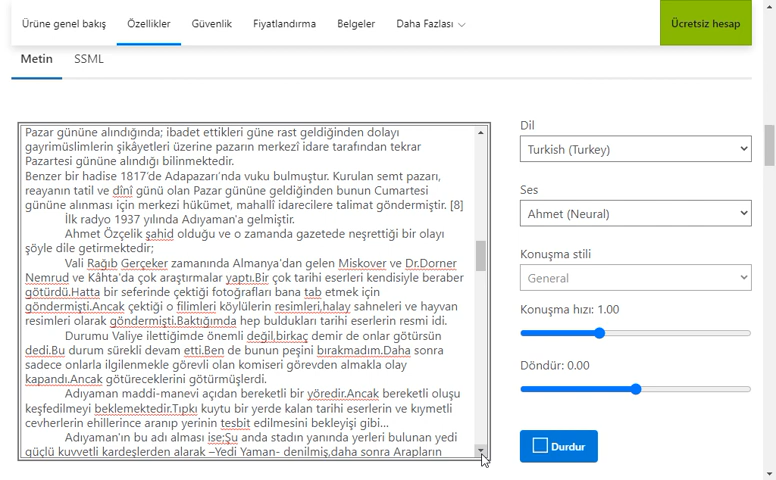 Ürüne genel bakış Özellikler Güvenlik Fiyatlandırma Belgeler Daha Fazlası Ücretsiz hesap
Metin SSML
Pazar gününe alındığında; ibadet ettikleri güne rast geldiğinden dolayı
gayrimüslimlerin şikâyetleri üzerine pazarın merkezî idare tarafından tekrar
Pazartesi gününe alındığı bilinmektedir.
Benzer bir hadise 1817'de Adapazarı'nda vuku bulmuştur. Kurulan semt pazarı,
reayanın tatil ve dînî günü olan Pazar gününe geldiğinden bunun Cumartesi
gününe alınması için merkezi hükümet, mahallî idarecilere talimat göndermiştir. [8]
İlk radyo 1937 yılında Adıyaman'a gelmiştir.
Ahmet Özçelik şahid olduğu ve o zamanda gazetede neşrettiği bir olayı
şöyle dile getirmektedir;
Vali Rağıb Gerçeker zamanında Almanya'dan gelen Miskover ve Dr.Dorner
Nemrud ve Kâhta'da çok araştırmalar yaptı.Bir çok tarihi eserleri kendisiyle beraber
götürdü.Hatta bir seferinde çektiği fotoğrafları bana tab etmek için
göndermişti.Ancak çektiği o filimleri köylülerin resimleri,halay sahneleri ve hayvan
resimleri olarak göndermişti.Baktığımda hep buldukları tarihi eserlerin resmi idi.
Durumu Valiye ilettiğimde önemli değil,birkaç demir de onlar götürsün
dedi.Bu durum sürekli devam etti.Ben de bunun peşini bırakmadım.Daha sonra
sadece onlarla ilgilenmekle görevli olan komiseri görevden almakla olay
kapandı.Ancak götüreceklerini götürmüşlerdi.
Adıyaman maddi-manevi açıdan bereketli bir yöredir.Ancak bereketli oluşu
keşfedilmeyi beklemektedir.Tıpkı kuytu bir yerde kalan tarihi eserlerin ve kıymetli
cevherlerin ehillerince aranıp yerinin tesbit edilmesini bekleyişi gibi...
Adıyaman'ın bu adı alması ise;Şu anda stadın yanında yerleri bulunan yedi
güçlü kuvvetli kardeşlerden alarak –Yedi Yaman- denilmiş,daha sonra Arapların
Dil
Turkish (Turkey)
Ses
Ahmet (Neural)
Konuşma stili
General
Konuşma hızı: 1.00
Döndür: 0.00
Durdur